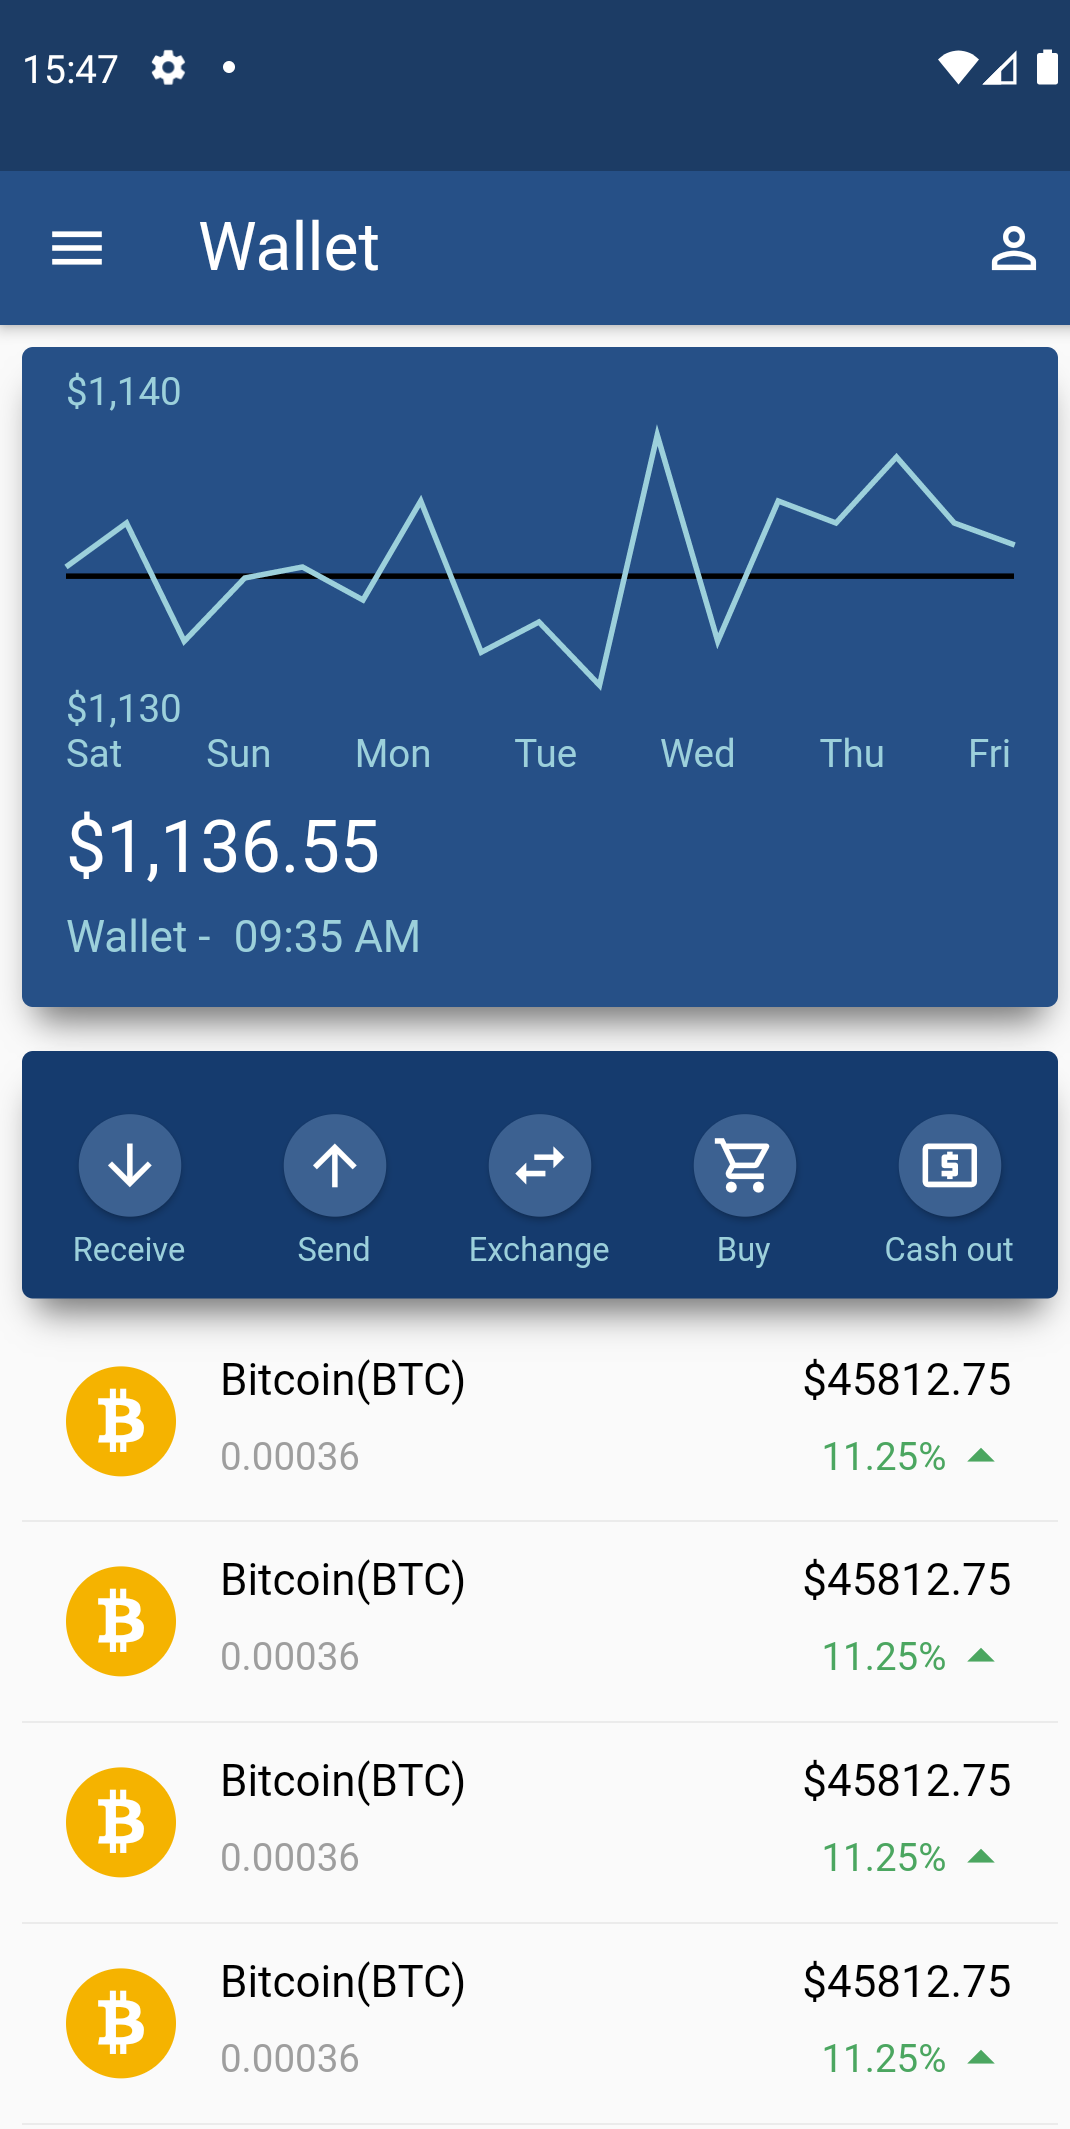 15:47
Wallet
$1,140
$1,130
Sat Sun Mon Tue Wed Thu Fri
$1,136.55
Wallet - 09:35 AM
Receive Send Exchange Buy Cash out
Bitcoin(BTC) $45812.75
0.00036 11.25%
Bitcoin(BTC) $45812.75
0.00036 11.25%
Bitcoin(BTC) $45812.75
0.00036 11.25%
Bitcoin(BTC) $45812.75
0.00036 11.25%